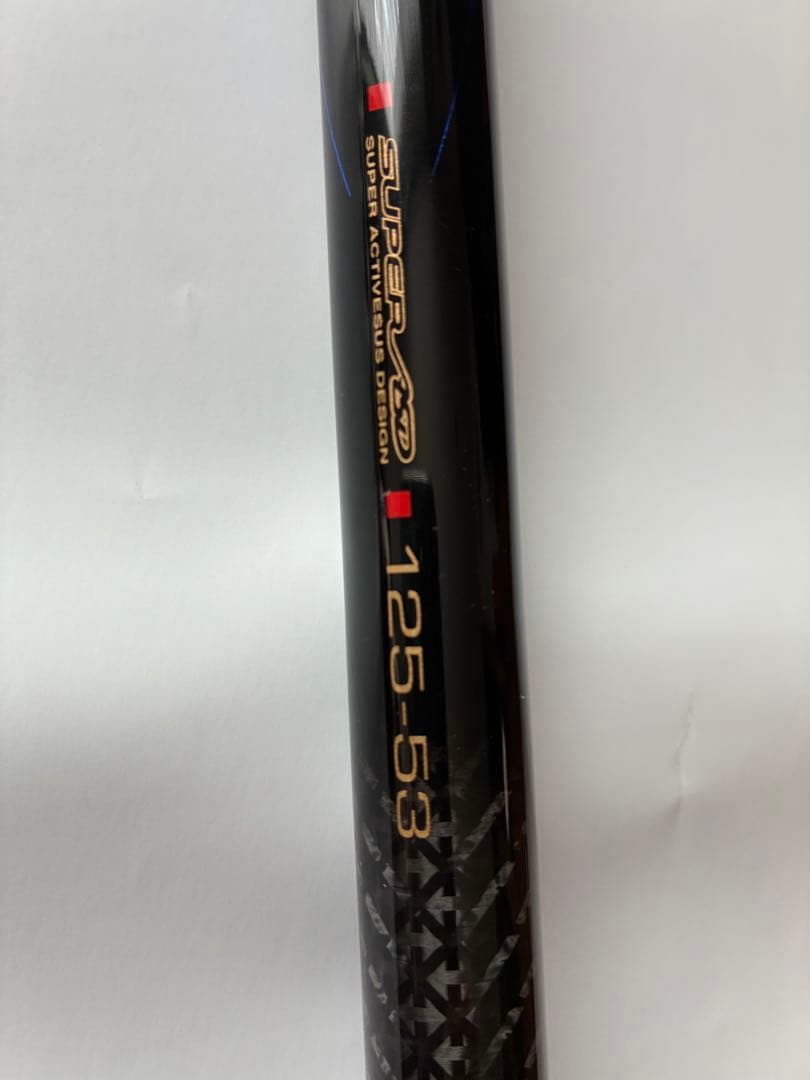 SUPER
SUPER ACTIVESUS DESIGN
125-53